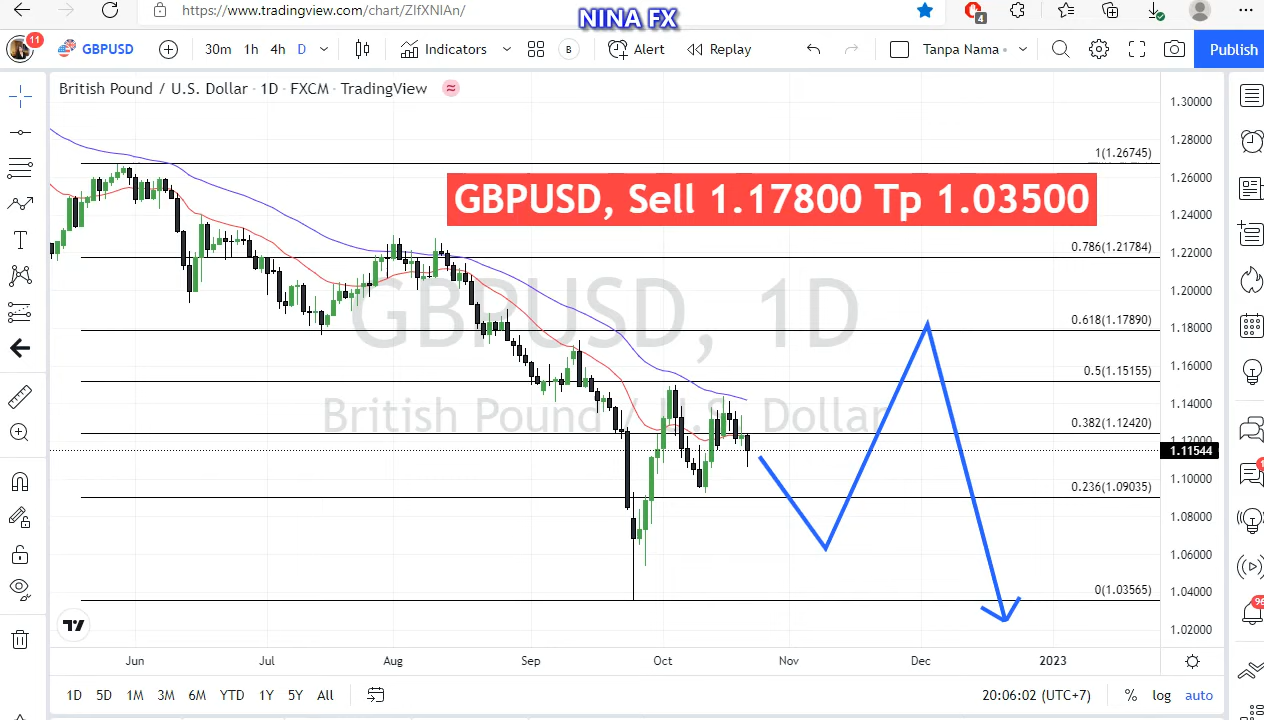 https://www.tradingview.com/chart/ZIfXNIAn/
NINA FX
4
11
GBPUSD
30m 1h 4h D
Indicators
B
Alert
Replay
Tanpa Nama
Publish
British Pound / U.S. Dollar · 1D · FXCM · TradingView
GBPUSD, Sell 1.17800 Tp 1.03500
GBPUSD, 1D
British Pound / U.S. Dollar
1(1.26745)
0.786(1.21784)
0.618(1.17890)
0.5(1.15155)
0.382(1.12420)
0.236(1.09035)
0(1.03565)
1.30000
1.28000
1.26000
1.24000
1.22000
1.20000
1.18000
1.16000
1.14000
1.12000
1.11544
1.10000
1.08000
1.06000
1.04000
1.02000
Jun Jul Aug Sep Oct Nov Dec 2023
1D 5D 1M 3M 6M YTD 1Y 5Y All
20:06:02 (UTC+7)
% log auto